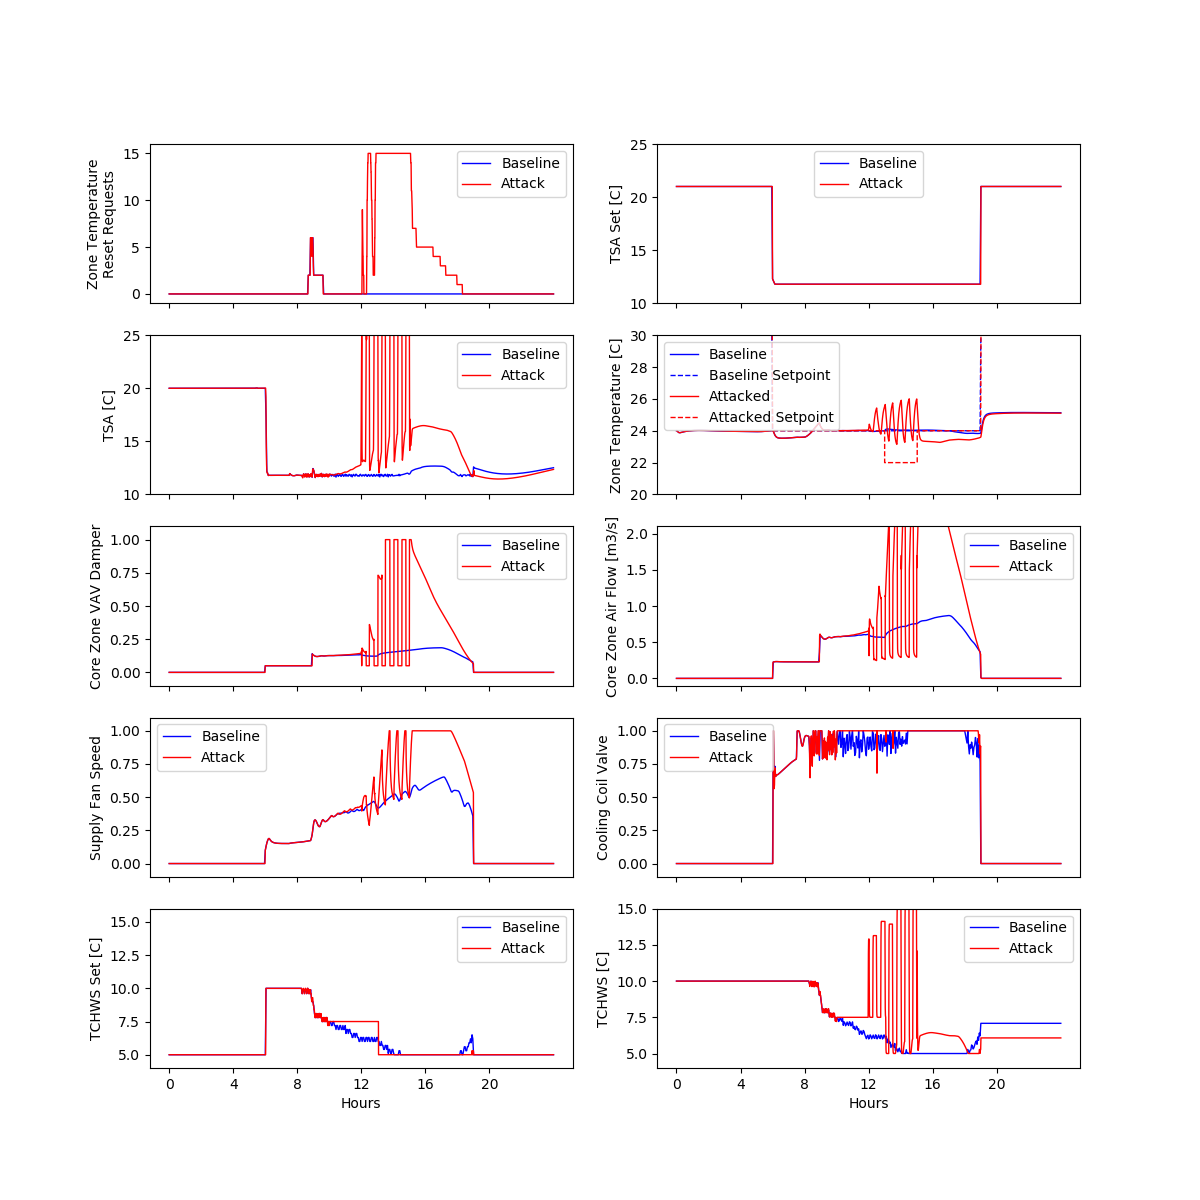 Zone Temperature
Reset Requests
15
10
5
0
Baseline
Attack
TSA Set [C]
25
20
15
10
Baseline
Attack
TSA [C]
25
20
15
10
Baseline
Attack
Zone Temperature [C]
30
28
26
24
22
20
Baseline
Baseline Setpoint
Attacked
Attacked Setpoint
Core Zone VAV Damper
1.00
0.75
0.50
0.25
0.00
Baseline
Attack
Core Zone Air Flow [m3/s]
2.0
1.5
1.0
0.5
0.0
Baseline
Attack
Supply Fan Speed
1.00
0.75
0.50
0.25
0.00
Baseline
Attack
Cooling Coil Valve
1.00
0.75
0.50
0.25
0.00
Baseline
Attack
TCHWS Set [C]
15.0
12.5
10.0
7.5
5.0
Baseline
Attack
0 4 8 12 16 20
Hours
TCHWS [C]
15.0
12.5
10.0
7.5
5.0
Baseline
Attack
0 4 8 12 16 20
Hours